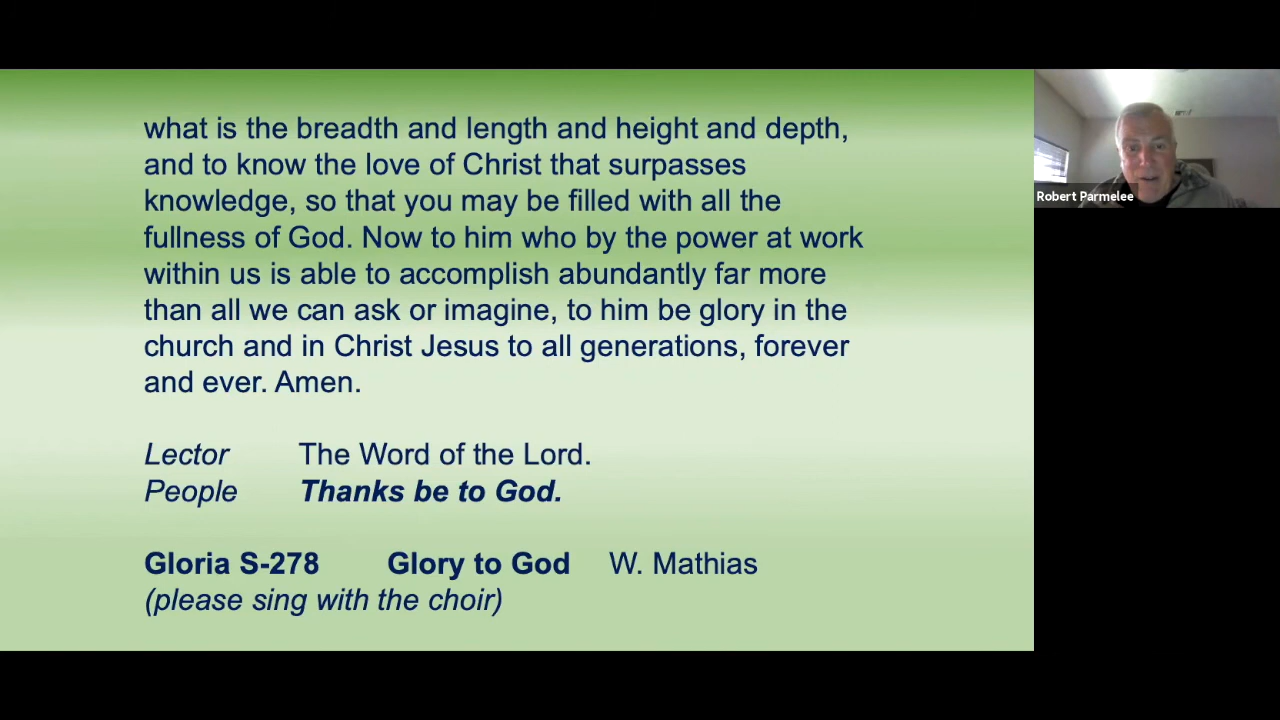 what is the breadth and length and height and depth,
and to know the love of Christ that surpasses
knowledge, so that you may be filled with all the
fullness of God. Now to him who by the power at work
within us is able to accomplish abundantly far more
than all we can ask or imagine, to him be glory in the
church and in Christ Jesus to all generations, forever
and ever. Amen.
Lector The Word of the Lord.
People Thanks be to God.
Gloria S-278 Glory to God W. Mathias
(please sing with the choir)
Robert Parmelee